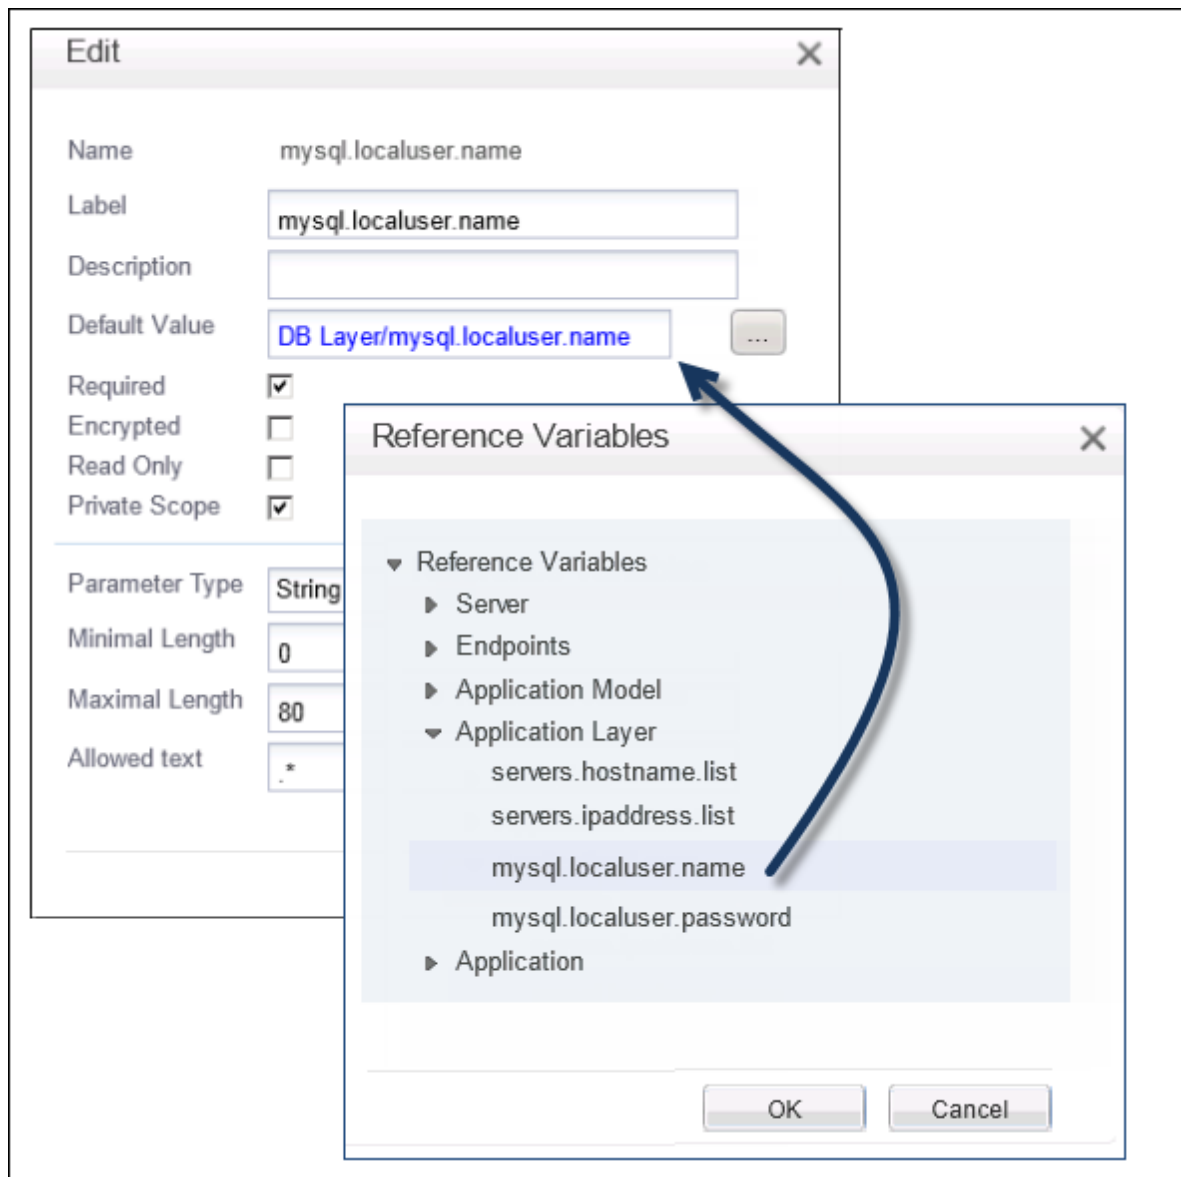 Edit
Name mysql.localuser.name
Label mysql.localuser.name
Description
Default Value DB Layer/mysql.localuser.name ...
Required
Encrypted
Read Only
Private Scope
Parameter Type String
Minimal Length 0
Maximal Length 80
Allowed text .*
Reference Variables
Reference Variables
Server
Endpoints
Application Model
Application Layer
servers.hostname.list
servers.ipaddress.list
mysql.localuser.name
mysql.localuser.password
Application
OK Cancel